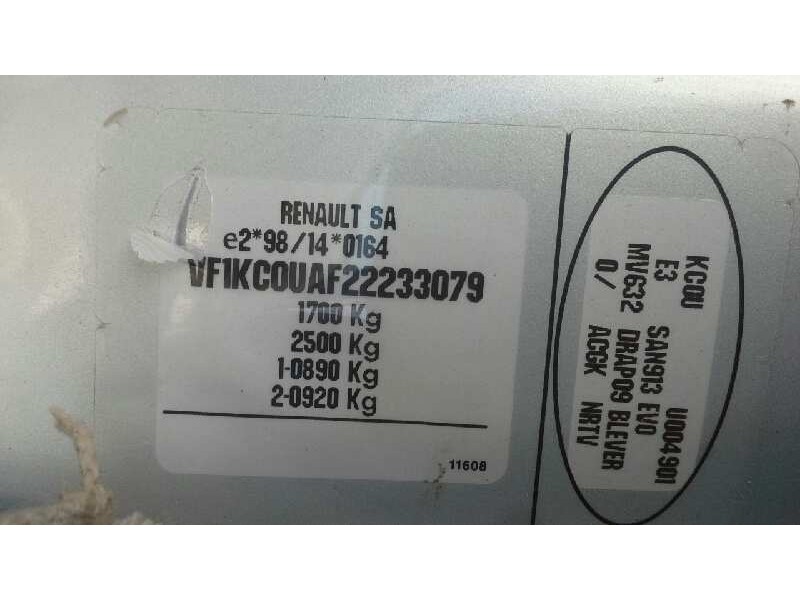 RENAULT SA
e2*98/14*0164
VF1KC0UAF22233079
1700 Kg
2500 Kg
1-0890 Kg
2-0920 Kg
11608
KCOU
E3 SAN913 EVO U004901
MV632 DRAP09 BLEVER
0/ ACCK NRTV